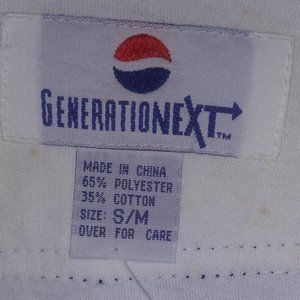 GENERATIONEXT™
MADE IN CHINA
65% POLYESTER
35% COTTON
SIZE: S/M
OVER FOR CARE